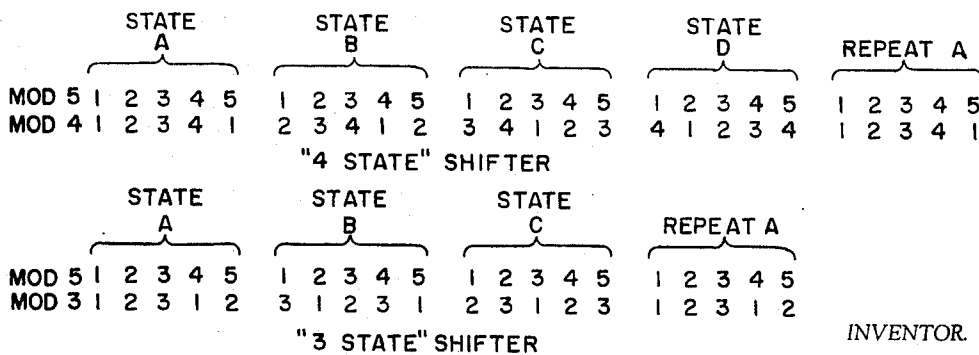 STATE STATE STATE STATE
A B C D REPEAT A
MOD 5 1 2 3 4 5 1 2 3 4 5 1 2 3 4 5 1 2 3 4 5 1 2 3 4 5
MOD 4 1 2 3 4 1 2 3 4 1 2 3 4 1 2 3 4 1 2 3 4 1 2 3 4 1
"4 STATE" SHIFTER
STATE STATE STATE
A B C REPEAT A
MOD 5 1 2 3 4 5 1 2 3 4 5 1 2 3 4 5 1 2 3 4 5
MOD 3 1 2 3 1 2 3 1 2 3 1 2 3 1 2 3 1 2 3 1 2
"3 STATE" SHIFTER
INVENTOR.